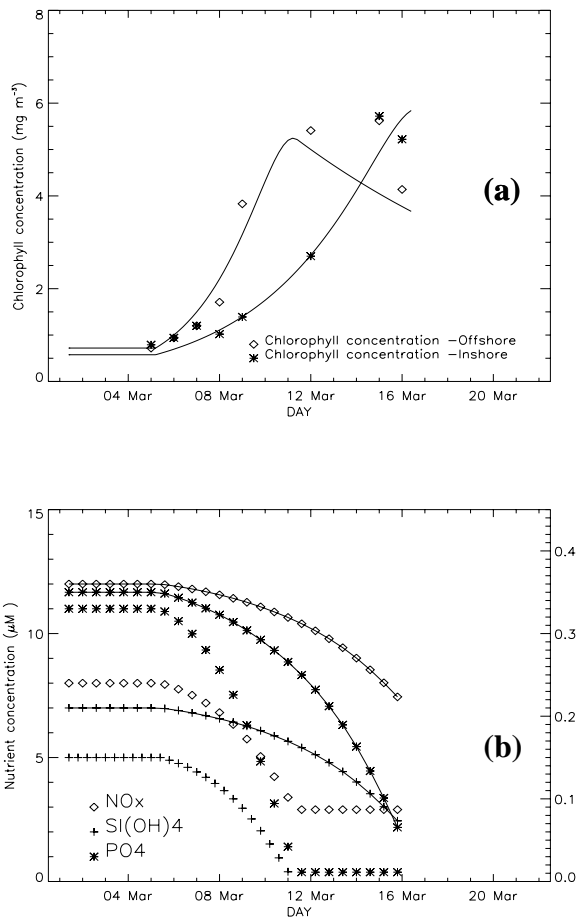 8
6
4
2
0
Chlorophyll concentration (mg m⁻³)
(a)
◇ Chlorophyll concentration –Offshore
✱ Chlorophyll concentration –Inshore
04 Mar 08 Mar 12 Mar 16 Mar 20 Mar
DAY
15
10
5
0
Nutrient concentration (μM )
0.4
0.3
0.2
0.1
0.0
(b)
◇ NOx
+ SI(OH)4
✱ PO4
04 Mar 08 Mar 12 Mar 16 Mar 20 Mar
DAY